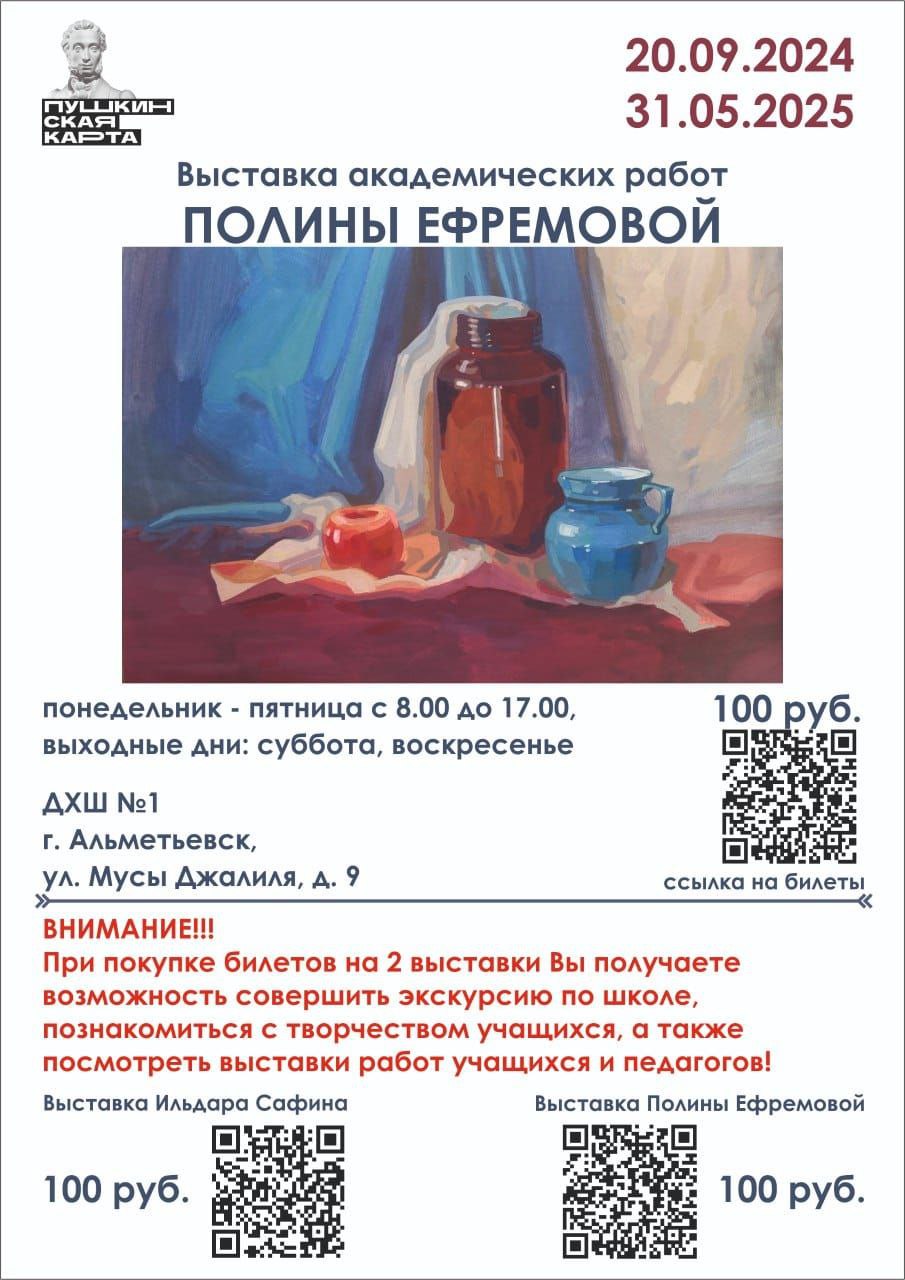 ПУШКИН
СКАЯ
КАРТА
20.09.2024
31.05.2025
Выставка академических работ
ПОЛИНЫ ЕФРЕМОВОЙ
понедельник - пятница с 8.00 до 17.00,
выходные дни: суббота, воскресенье
100 руб.
ДХШ №1
г. Альметьевск,
ул. Мусы Джалиля, д. 9
ссылка на билеты
ВНИМАНИЕ!!!
При покупке билетов на 2 выставки Вы получаете
возможность совершить экскурсию по школе,
познакомиться с творчеством учащихся, а также
посмотреть выставки работ учащихся и педагогов!
Выставка Ильдара Сафина
100 руб.
Выставка Полины Ефремовой
100 руб.